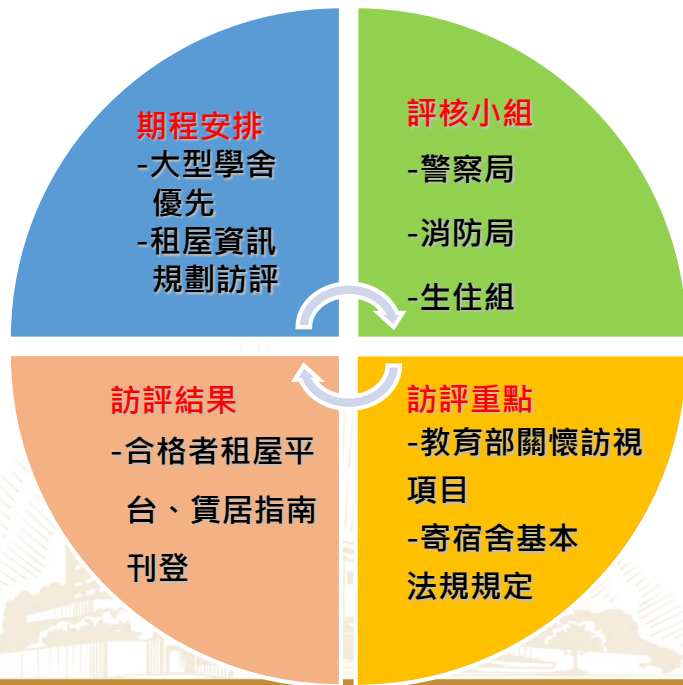 期程安排
-大型學舍
優先
-租屋資訊
規劃訪評
評核小組
-警察局
-消防局
-生住組
訪評結果
-合格者租屋平
台、賃居指南
刊登
訪評重點
-教育部關懷訪視
項目
-寄宿舍基本
法規規定